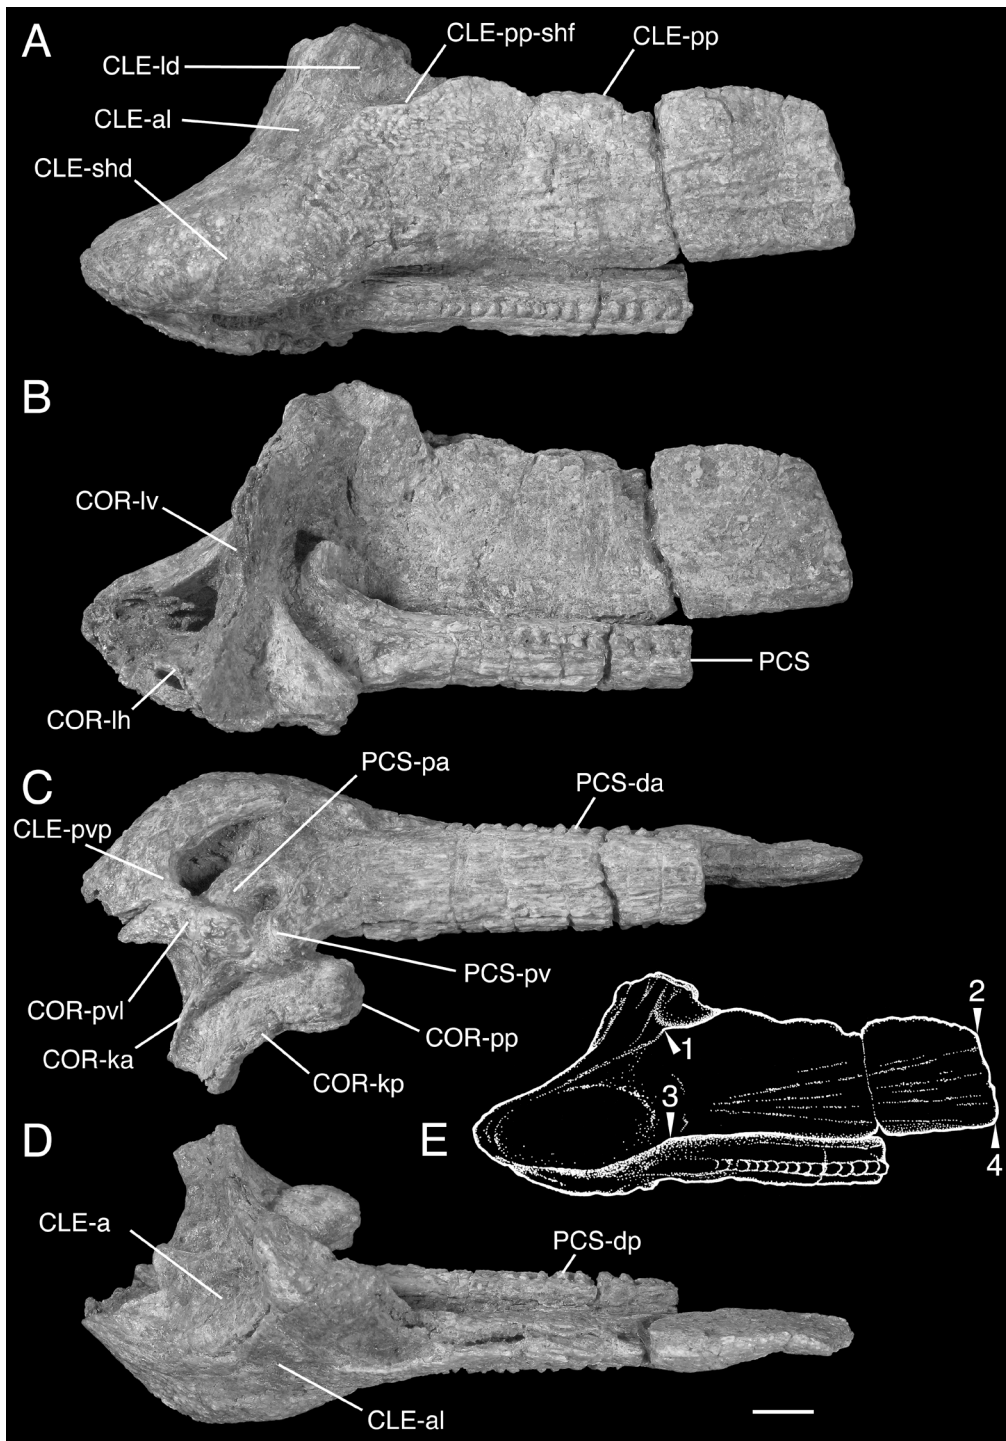 A
CLE-pp-shf
CLE-pp
CLE-ld
CLE-al
CLE-shd
B
COR-lv
PCS
COR-lh
C
PCS-pa
PCS-da
CLE-pvp
PCS-pv
COR-pvl
COR-pp
COR-ka
COR-kp
E
1
2
3
4
D
CLE-a
PCS-dp
CLE-al